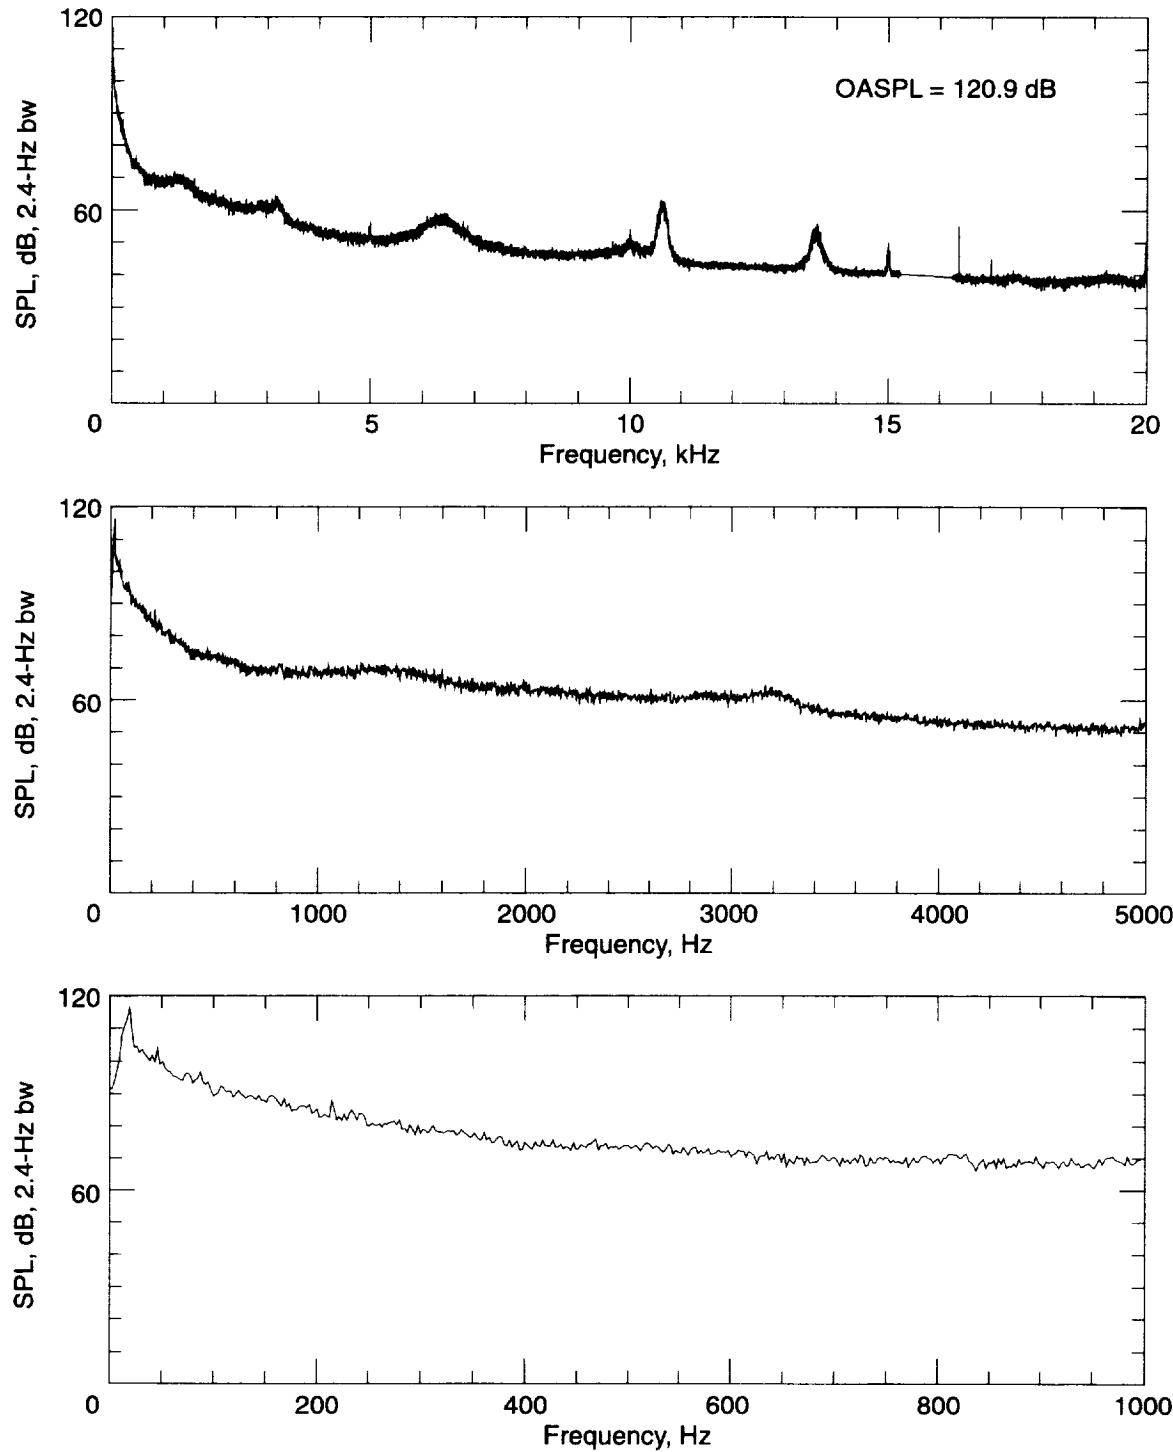 120
OASPL = 120.9 dB
SPL, dB, 2.4-Hz bw
60
0 5 10 15 20
Frequency, kHz
120
SPL, dB, 2.4-Hz bw
60
0 1000 2000 3000 4000 5000
Frequency, Hz
120
SPL, dB, 2.4-Hz bw
60
0 200 400 600 800 1000
Frequency, Hz